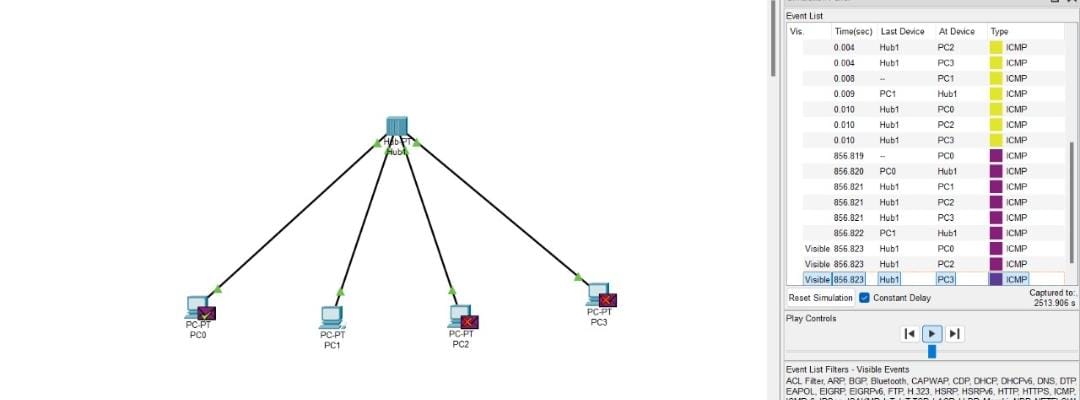 Event List
Vis. Time(sec) Last Device At Device Type
0.004 Hub1 PC2 ICMP
0.004 Hub1 PC3 ICMP
0.008 -- PC1 ICMP
0.009 PC1 Hub1 ICMP
0.010 Hub1 PC0 ICMP
0.010 Hub1 PC2 ICMP
0.010 Hub1 PC3 ICMP
856.819 -- PC0 ICMP
856.820 PC0 Hub1 ICMP
856.821 Hub1 PC1 ICMP
856.821 Hub1 PC2 ICMP
856.821 Hub1 PC3 ICMP
856.822 PC1 Hub1 ICMP
Visible 856.823 Hub1 PC0 ICMP
Visible 856.823 Hub1 PC2 ICMP
Visible 856.823 Hub1 PC3 ICMP
Reset Simulation Constant Delay
Captured to:
2513.906 s
Play Controls
Event List Filters - Visible Events
ACL Filter, ARP, BGP, Bluetooth, CAPWAP, CDP, DHCP, DHCPv6, DNS, DTP
EAPOL, EIGRP, EIGRPv6, FTP, H.323, HSRP, HSRPv6, HTTP, HTTPS, ICMP,
Hub-PT
Hub1
PC-PT
PC0
PC-PT
PC1
PC-PT
PC2
PC-PT
PC3